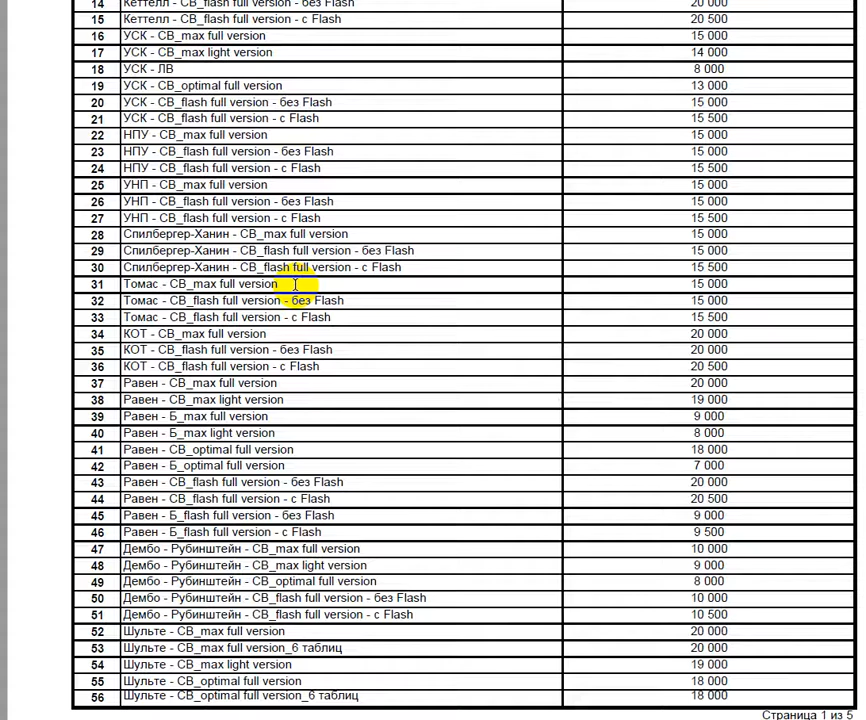 14 Кеттелл - СВ_flash full version - без Flash 20 000
15 Кеттелл - СВ_flash full version - с Flash 20 500
16 УСК - СВ_max full version 15 000
17 УСК - СВ_max light version 14 000
18 УСК - ЛВ 8 000
19 УСК - СВ_optimal full version 13 000
20 УСК - СВ_flash full version - без Flash 15 000
21 УСК - СВ_flash full version - с Flash 15 000
22 НПУ - СВ_max full version 15 000
23 НПУ - СВ_flash full version - без Flash 15 000
24 НПУ - СВ_flash full version - с Flash 15 500
25 УНП - СВ_max full version 15 000
26 УНП - СВ_flash full version - без Flash 15 000
27 УНП - СВ_flash full version - с Flash 15 500
28 Спилбергер-Ханин - СВ_max full version 15 000
29 Спилбергер-Ханин - СВ_flash full version - без Flash 15 000
30 Спилбергер-Ханин - СВ_flash full version - с Flash 15 500
31 Томас - СВ_max full version 15 000
32 Томас - СВ_flash full version - без Flash 15 000
33 Томас - СВ_flash full version - с Flash 15 500
34 КОТ - СВ_max full version 20 000
35 КОТ - СВ_flash full version - без Flash 20 000
36 КОТ - СВ_flash full version - с Flash 20 500
37 Равен - СВ_max full version 20 000
38 Равен - СВ_max light version 19 000
39 Равен - Б_max full version 9 000
40 Равен - Б_max light version 8 000
41 Равен - СВ_optimal full version 18 000
42 Равен - Б_optimal full version 7 000
43 Равен - СВ_flash full version - без Flash 20 000
44 Равен - СВ_flash full version - с Flash 20 500
45 Равен - Б_flash full version - без Flash 9 000
46 Равен - Б_flash full version - с Flash 9 500
47 Дембо - Рубинштейн - СВ_max full version 10 000
48 Дембо - Рубинштейн - СВ_max light version 9 000
49 Дембо - Рубинштейн - СВ_optimal full version 8 000
50 Дембо - Рубинштейн - СВ_flash full version - без Flash 10 000
51 Дембо - Рубинштейн - СВ_flash full version - с Flash 10 500
52 Шульте - СВ_max full version 20 000
53 Шульте - СВ_max full version_6 таблиц 20 000
54 Шульте - СВ_max light version 19 000
55 Шульте - СВ_optimal full version 18 000
56 Шульте - СВ_optimal full version_6 таблиц 18 000
Страница 1 из 5